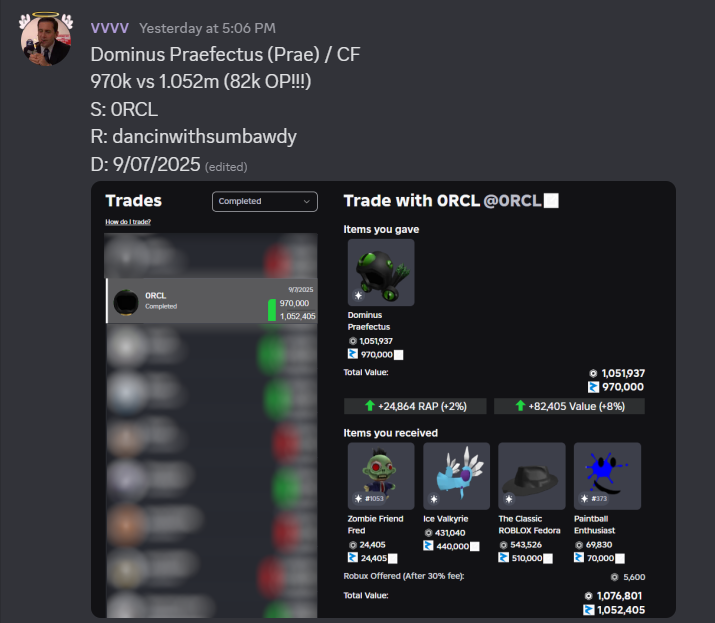 VVVV Yesterday at 5:06 PM
Dominus Praefectus (Prae) / CF
970k vs 1.052m (82k OP!!!)
S: 0RCL
R: dancinwithsumbawdy
D: 9/07/2025 (edited)
Trades
Completed
How do I trade?
9/7/2025
0RCL
Completed
970,000
1,052,405
Trade with 0RCL @0RCL
Items you gave
Dominus
Praefectus
1,051,937
970,000
Total Value:
1,051,937
970,000
+24,864 RAP (+2%)
+82,405 Value (+8%)
Items you received
#1053
Zombie Friend
Fred
24,405
24,405
Ice Valkyrie
431,040
440,000
The Classic
ROBLOX Fedora
543,526
510,000
#373
Paintball
Enthusiast
69,830
70,000
Robux Offered (After 30% fee):
5,600
Total Value:
1,076,801
1,052,405